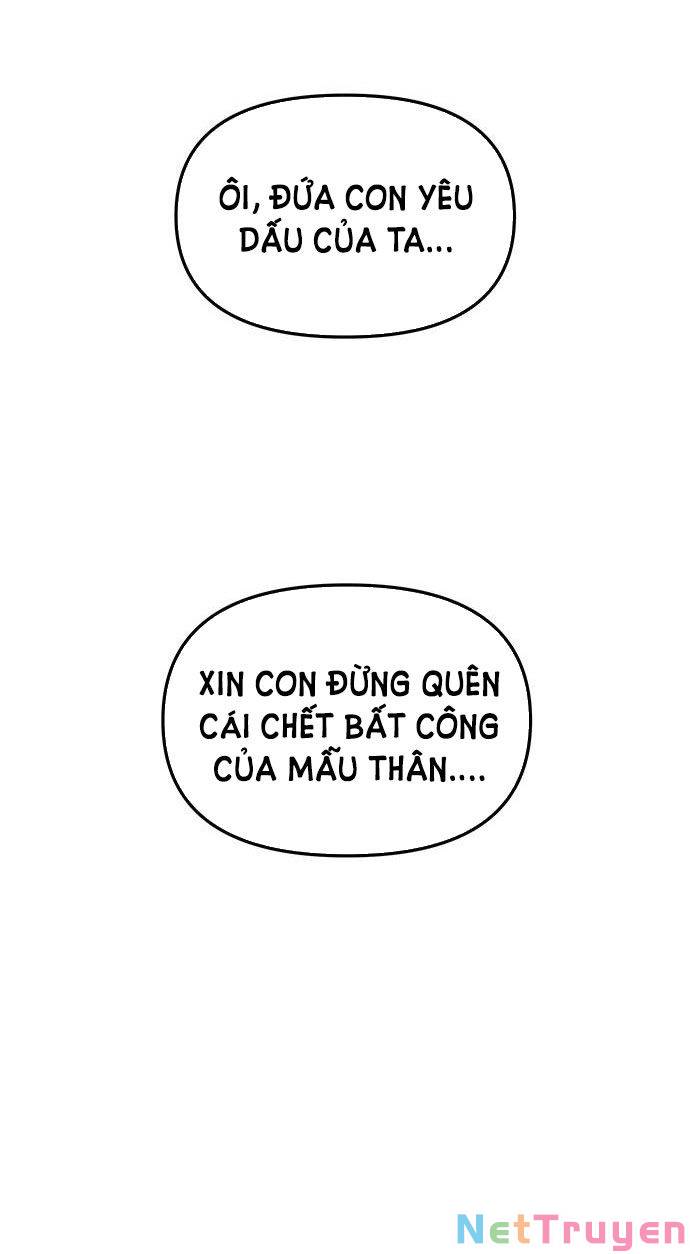 ÔI, ĐỨA CON YÊU
DẤU CỦA TA...
XIN CON ĐỪNG QUÊN
CÁI CHẾT BẤT CÔNG
CỦA MẪU THÂN....
NetTruyen